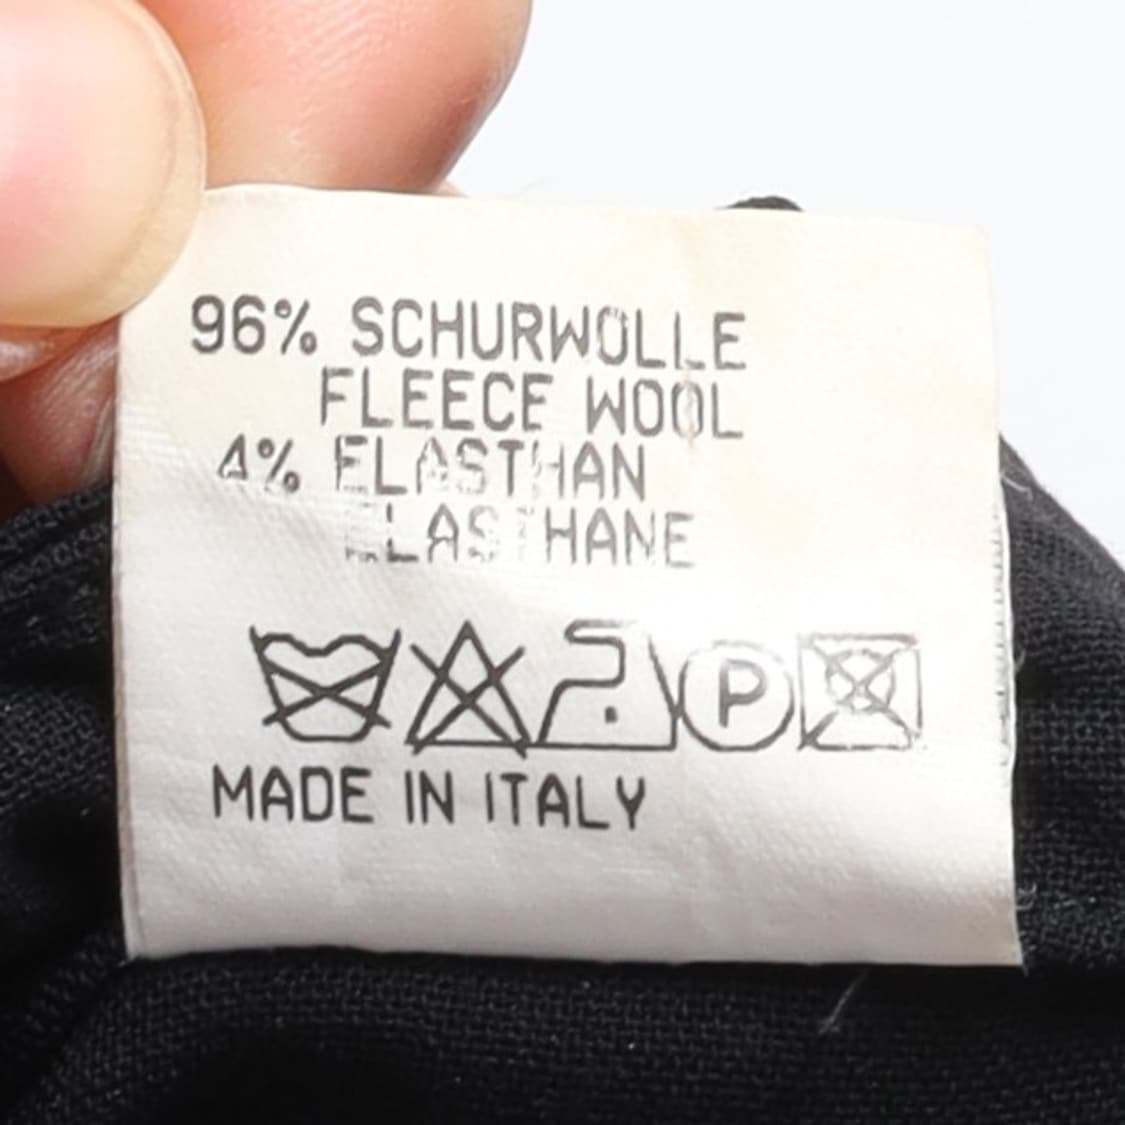 96% SCHURWOLLE
FLEECE WOOL
4% ELASTHAN
ELASTHANE
P
MADE IN ITALY